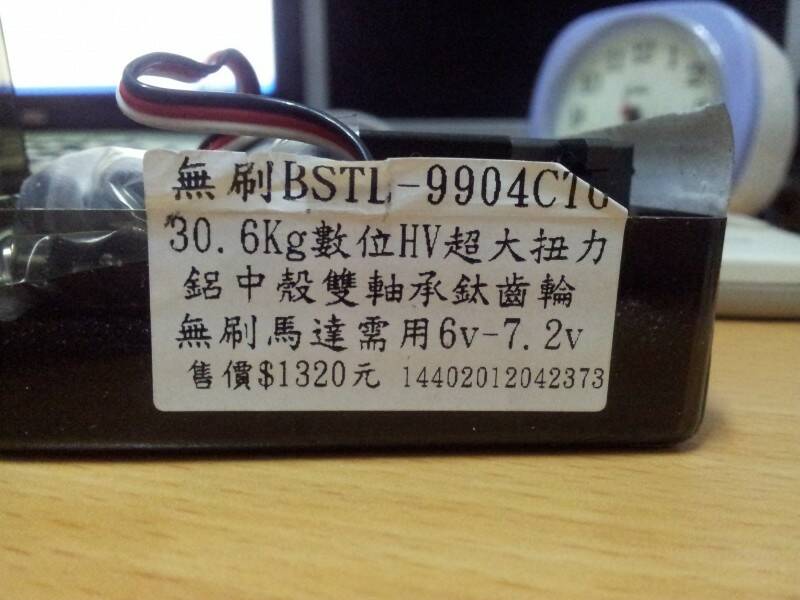 無刷BSTL-9904CTG
30.6Kg數位HV超大扭力
鋁中殼雙軸承鈦齒輪
無刷馬達需用6v-7.2v
售價$1320元 14402012042373
12